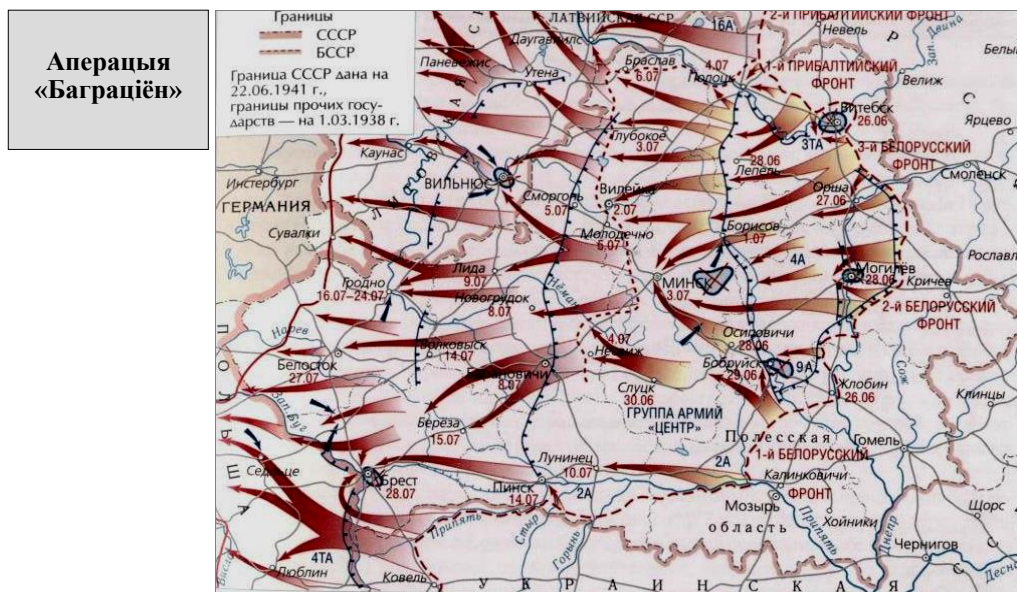 Аперацыя
«Баграціён»
Границы
СССР
БССР
Граница СССР дана на
22.06.1941 г.,
границы прочих госу-
дарств — на 1.03.1938 г.
ЛАТВИЙСКАЯ ССР
16А
2-й ПРИБАЛТИЙСКИЙ
ФРОНТ
Невель
Зап. Двина
Даугавпилс
Браслав
6.07
4.07
Полоцк
1-й ПРИБАЛТИЙСКИЙ
ФРОНТ
Велиж
Паневежис
Утена
Витебск
26.06
Ярцево
Глубокое
3.07
3ТА
3-й БЕЛОРУССКИЙ
ФРОНТ
Каунас
28.06
Лепель
Смоленск
Инстербург
ВИЛЬНЮС
Сморгонь
5.07
Вилейка
2.07
Орша
27.06
ГЕРМАНИЯ
Сувалки
Молодечно
5.07
Борисов
1.07
4А
Рославль
Лида
9.07
МИНСК
3.07
Могилёв
28.06
Кричев
Гродно
16.07–24.07
Неман
Новогрудок
8.07
2-й БЕЛОРУССКИЙ
ФРОНТ
Нарев
Волковыск
14.07
4.07
Несвиж
Осиповичи
28.06
Белосток
27.07
Барановичи
8.07
Слуцк
30.06
Бобруйск
29.06
9А
Жлобин
26.06
Сож
Клинцы
Зап. Буг
ГРУППА АРМИЙ
«ЦЕНТР»
Берёза
15.07
Полесская
1-й БЕЛОРУССКИЙ
ФРОНТ
Гомель
Седльце
Лунинец
10.07
2А
Калинковичи
Брест
28.07
Пинск
14.07
2А
Мозырь
область
Хойники
Щорс
Припять
Стыр
Горынь
Припять
Днепр
4ТА
Чернигов
Люблин
Ковель
Десна
Висла
ПОЛЬША
УКРАИНСКАЯ С